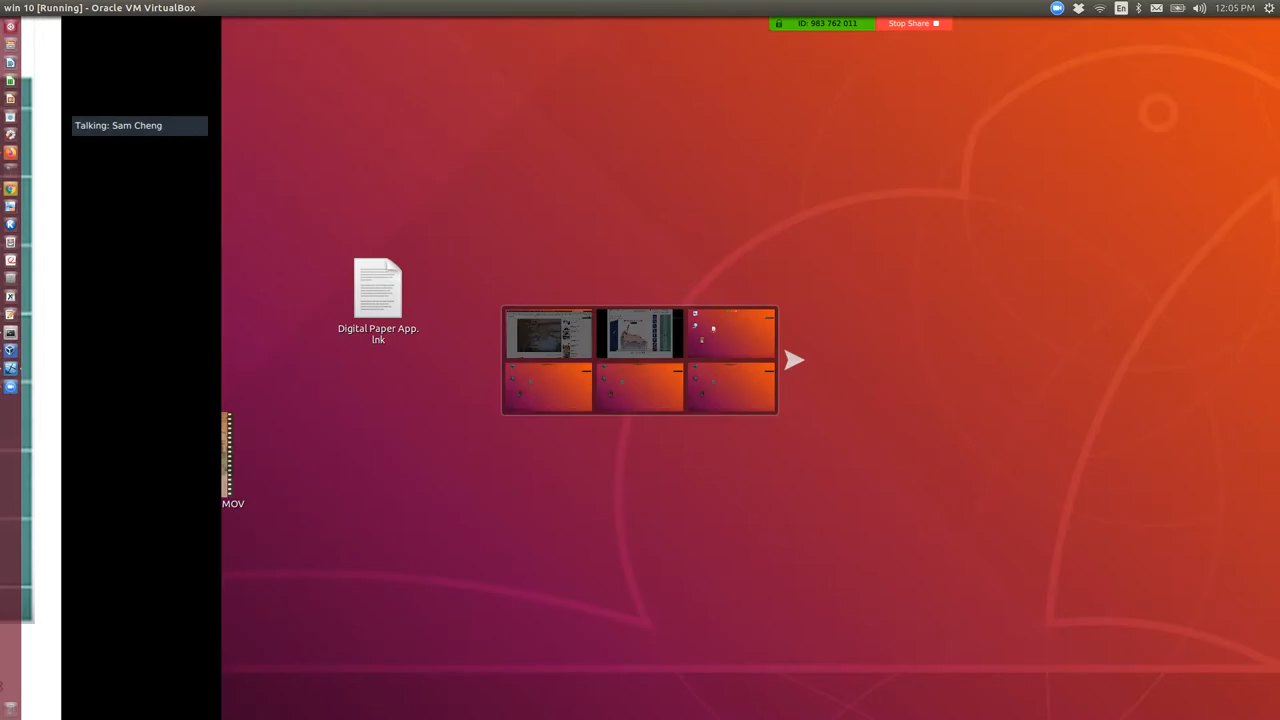 win 10 [Running] - Oracle VM VirtualBox
En
12:05 PM
ID: 983 762 011
Stop Share
Talking: Sam Cheng
Digital Paper App.
lnk
MOV